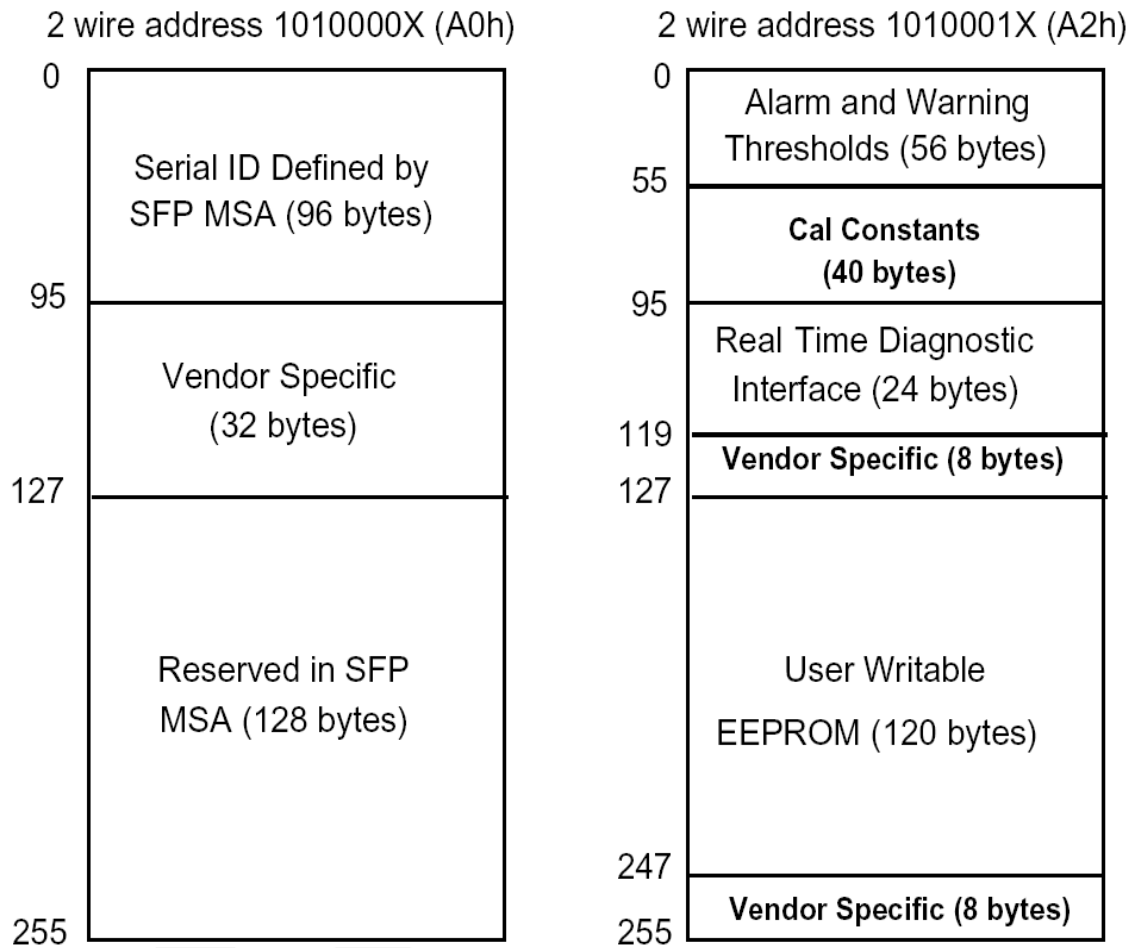 2 wire address 1010000X (A0h)
0
Serial ID Defined by
SFP MSA (96 bytes)
95
Vendor Specific
(32 bytes)
127
Reserved in SFP
MSA (128 bytes)
255
2 wire address 1010001X (A2h)
0
Alarm and Warning
Thresholds (56 bytes)
55
Cal Constants
(40 bytes)
95
Real Time Diagnostic
Interface (24 bytes)
119
Vendor Specific (8 bytes)
127
User Writable
EEPROM (120 bytes)
247
Vendor Specific (8 bytes)
255